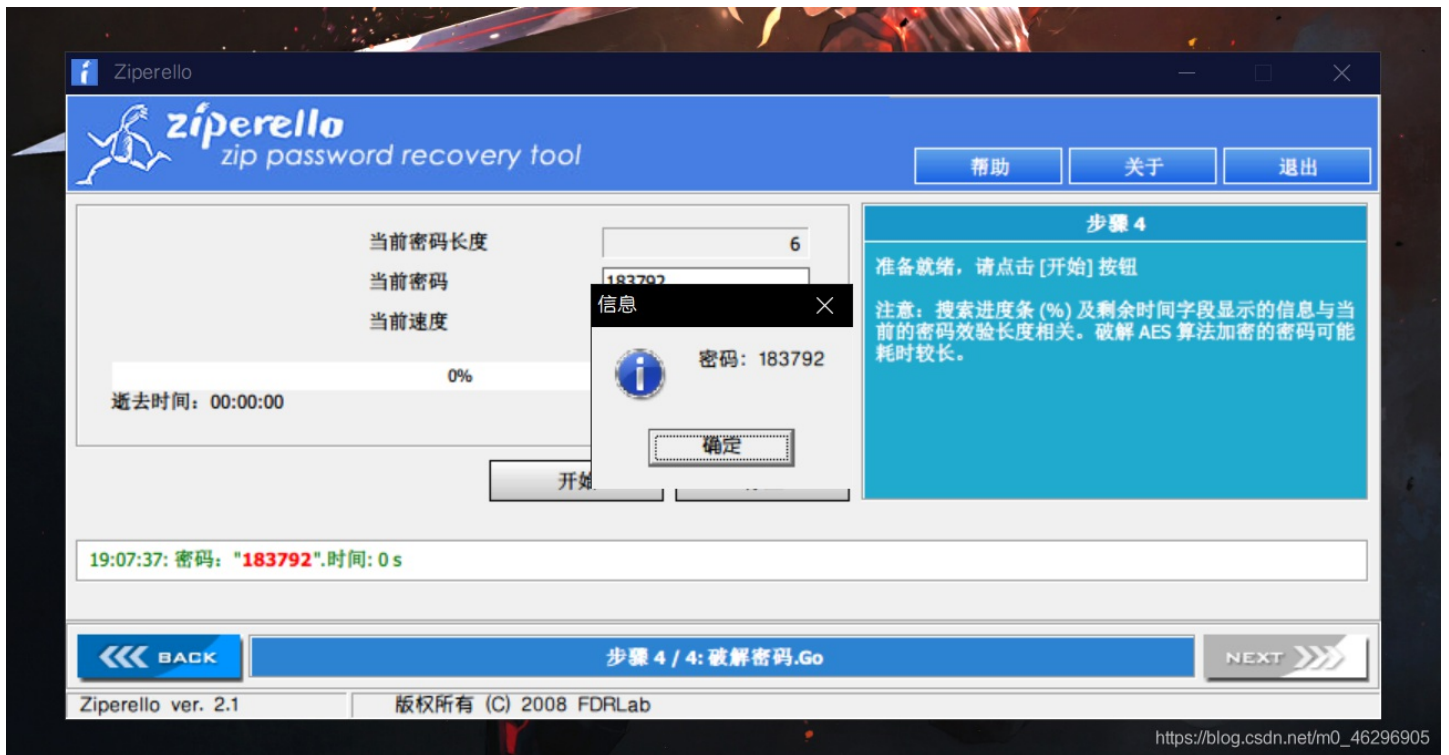 Ziperello
ziperello
zip password recovery tool
帮助
关于
退出
当前密码长度
6
当前密码
183792
当前速度
0%
逝去时间：00:00:00
开始
信息
密码：183792
确定
步骤 4
准备就绪，请点击 [开始] 按钮
注意：搜索进度条 (%) 及剩余时间字段显示的信息与当
前的密码效验长度相关。破解 AES 算法加密的密码可能
耗时较长。
19:07:37: 密码："183792".时间: 0 s
BACK
步骤 4 / 4: 破解密码.Go
NEXT
Ziperello ver. 2.1
版权所有 (C) 2008 FDRLab
https://blog.csdn.net/m0_46296905